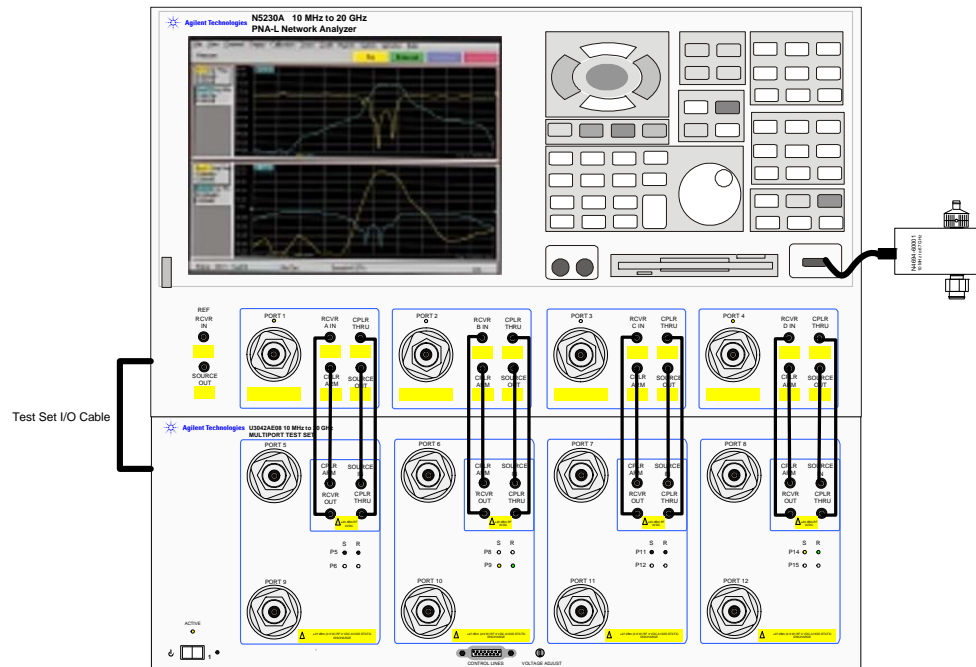 Agilent Technologies
N5230A 10 MHz to 20 GHz
PNA-L Network Analyzer
N4694-60001
REF
RCVR
IN
SOURCE
OUT
PORT 1
RCVR
A IN
CPLR
THRU
CPLR
ARM
SOURCE
OUT
PORT 2
RCVR
B IN
CPLR
THRU
CPLR
ARM
SOURCE
OUT
PORT 3
RCVR
C IN
CPLR
THRU
CPLR
ARM
SOURCE
OUT
PORT 4
RCVR
D IN
CPLR
THRU
CPLR
ARM
SOURCE
OUT
Test Set I/O Cable
Agilent Technologies
U3042AE08 10 MHz to 20 GHz
MULTIPORT TEST SET
PORT 5
CPLR
ARM
SOURCE
IN
RCVR
OUT
CPLR
THRU
PORT 6
CPLR
ARM
SOURCE
IN
RCVR
OUT
CPLR
THRU
PORT 7
CPLR
ARM
SOURCE
IN
RCVR
OUT
CPLR
THRU
PORT 8
CPLR
ARM
SOURCE
IN
RCVR
OUT
CPLR
THRU
S R
P5
P6
S R
P8
P9
S R
P11
P12
S R
P14
P15
PORT 9
PORT 10
PORT 11
PORT 12
ACTIVE
1
CONTROL LINES
VOLTAGE ADJUST